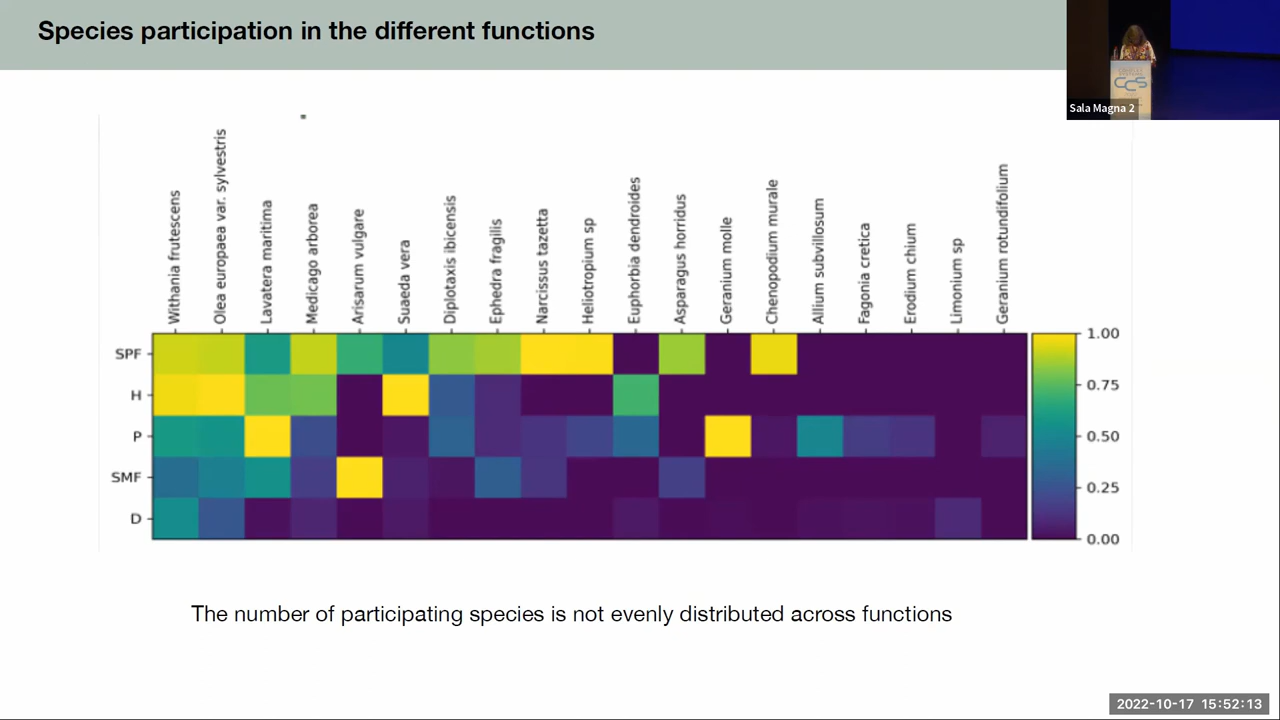 Species participation in the different functions
Sala Magna 2
CCS
Withania frutescens
Olea europaea var. sylvestris
Lavatera maritima
Medicago arborea
Arisarum vulgare
Suaeda vera
Diplotaxis ibicensis
Ephedra fragilis
Narcissus tazetta
Heliotropium sp
Euphorbia dendroides
Asparagus horridus
Geranium molle
Chenopodium murale
Allium subvillosum
Fagonia cretica
Erodium chium
Limonium sp
Geranium rotundifolium
SPF
H
P
SMF
D
1.00
0.75
0.50
0.25
0.00
The number of participating species is not evenly distributed across functions
2022-10-17 15:52:13